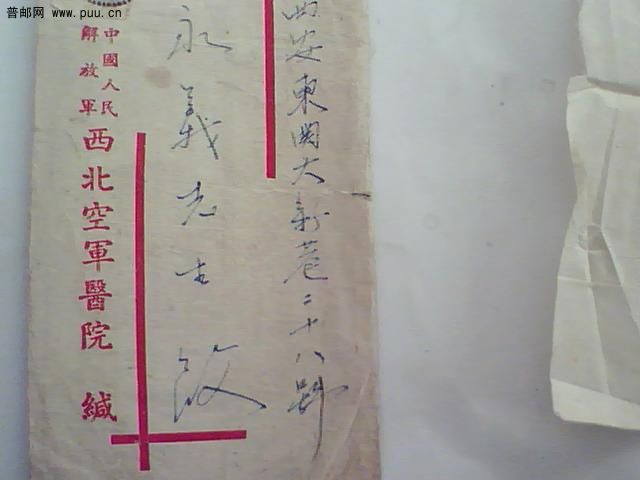 普邮网 www.puu.cn
西安東関大新巷二十八號
永義先生 啟
中國人民
解放軍
西北空軍醫院 緘